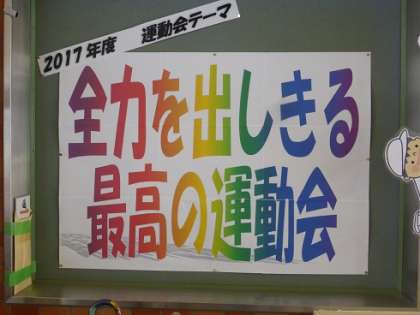 2017年度 運動会テーマ
全力を出しきる
最高の運動会